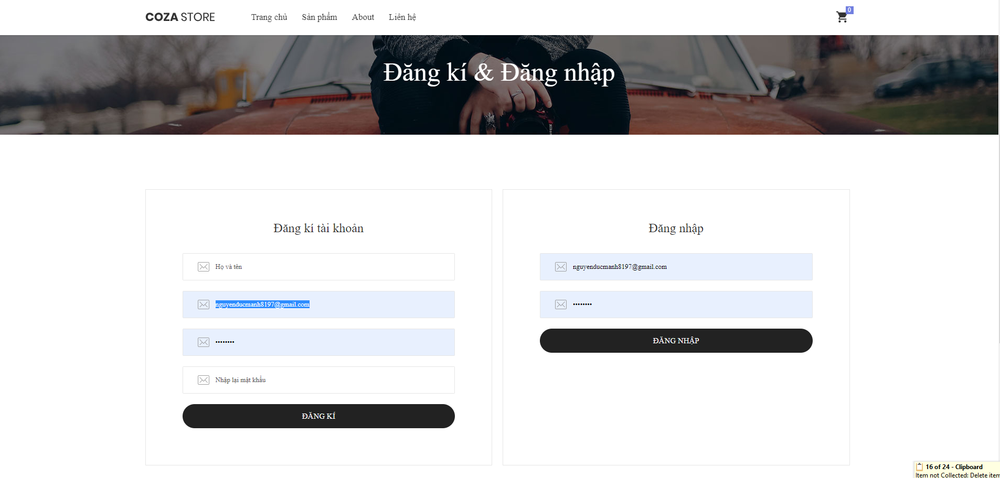 COZA STORE
Trang chủ
Sản phẩm
About
Liên hệ
0
Đăng kí & Đăng nhập
Đăng kí tài khoản
Họ và tên
nguyenducmanh8197@gmail.com
••••••••
Nhập lại mật khẩu
ĐĂNG KÍ
Đăng nhập
nguyenducmanh8197@gmail.com
••••••••
ĐĂNG NHẬP
16 of 24 - Clipboard
Item not Collected: Delete item